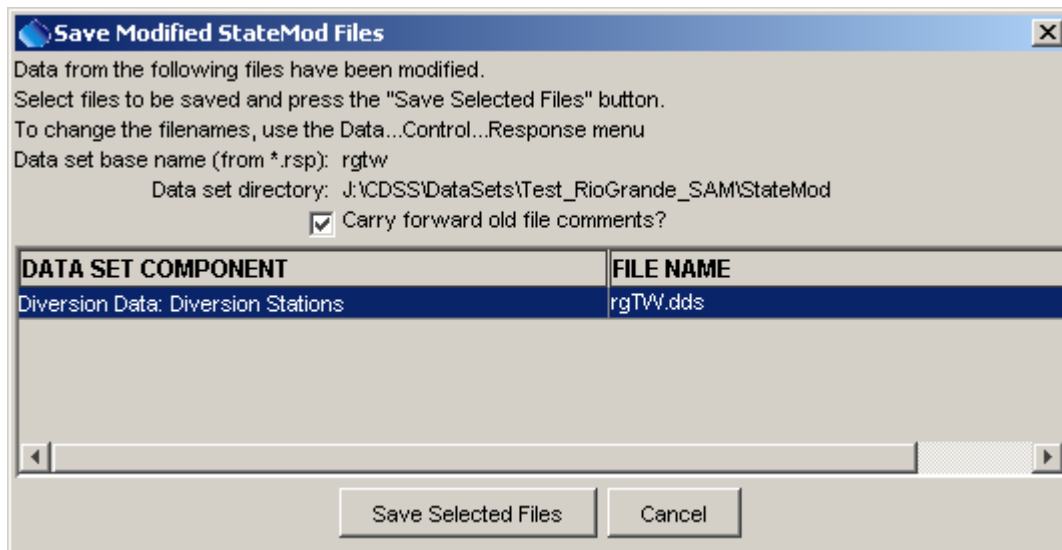 Save Modified StateMod Files
Data from the following files have been modified.
Select files to be saved and press the "Save Selected Files" button.
To change the filenames, use the Data...Control...Response menu
Data set base name (from *.rsp): rgtw
Data set directory: J:\CDSS\DataSets\Test_RioGrande_SAM\StateMod
Carry forward old file comments?
DATA SET COMPONENT FILE NAME
Diversion Data: Diversion Stations rgTW.dds
Save Selected Files Cancel